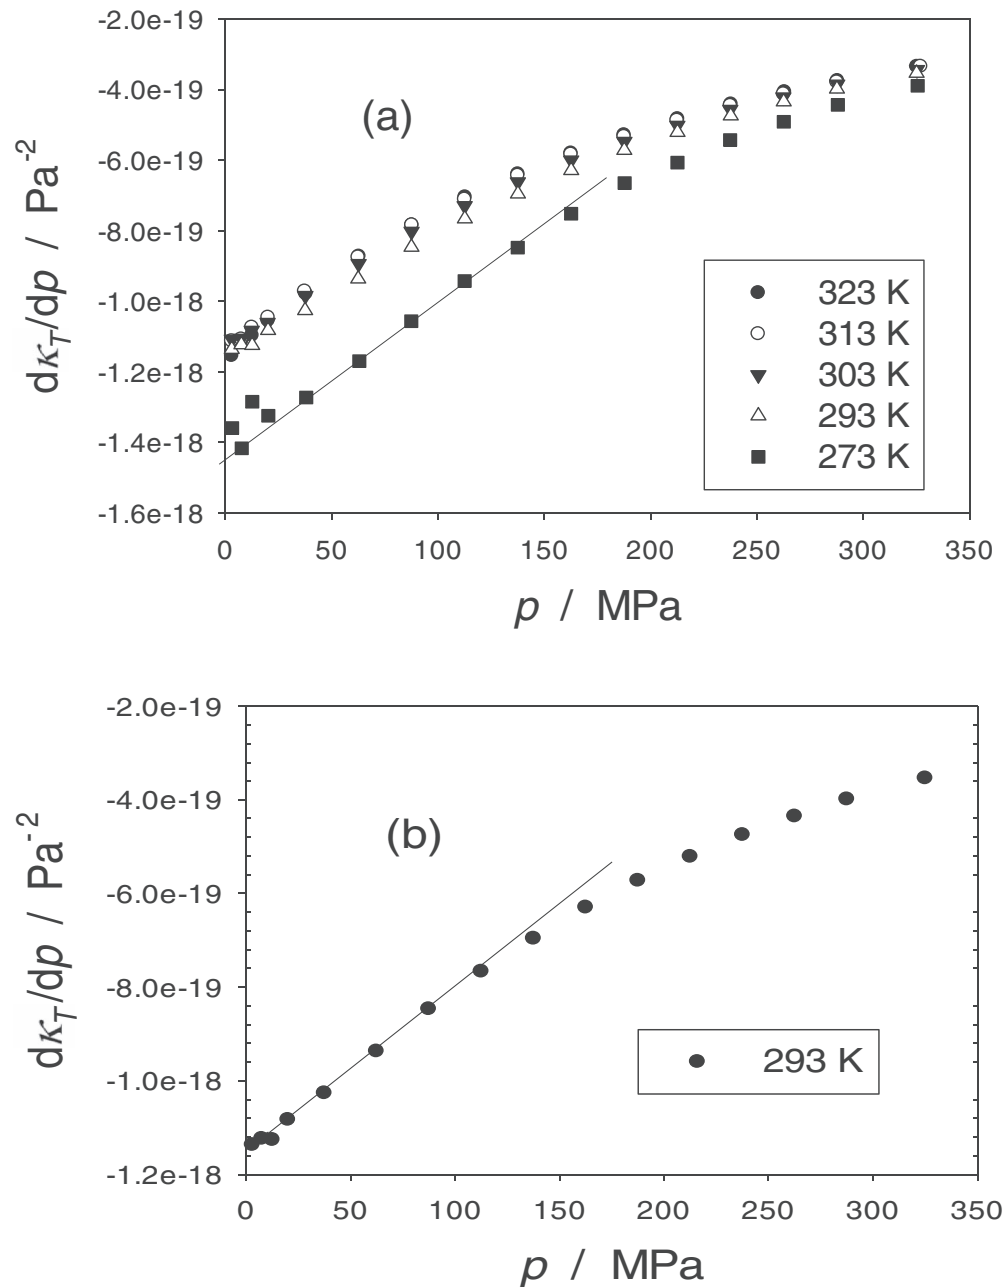 -2.0e-19
-4.0e-19
-6.0e-19
-8.0e-19
-1.0e-18
-1.2e-18
-1.4e-18
-1.6e-18
dκT/dp / Pa-2
(a)
323 K
313 K
303 K
293 K
273 K
0 50 100 150 200 250 300 350
p / MPa
-2.0e-19
-4.0e-19
-6.0e-19
-8.0e-19
-1.0e-18
-1.2e-18
dκT/dp / Pa-2
(b)
293 K
0 50 100 150 200 250 300 350
p / MPa